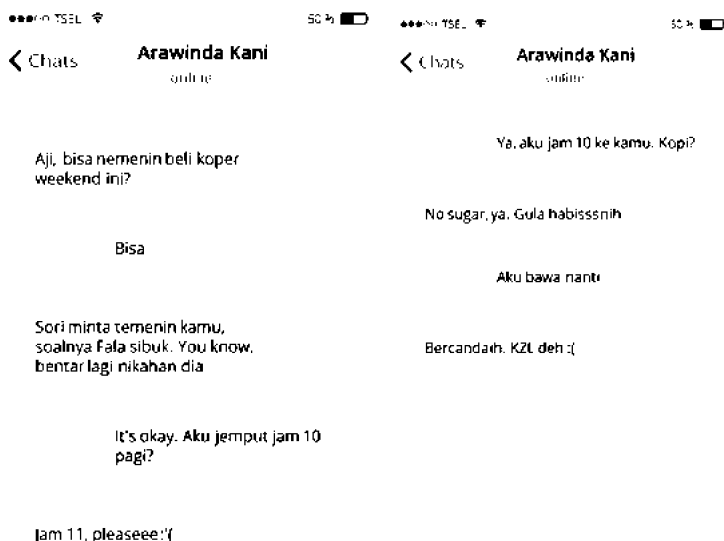 TSEL
50 %
Chats
Arawinda Kani
online
Aji, bisa nemenin beli koper
weekend ini?
Bisa
Sori minta temenin kamu,
soalnya Fala sibuk. You know,
bentar lagi nikahan dia
It's okay. Aku jemput jam 10
pagi?
Jam 11, pleaseee:'(
TSEL
50 %
Chats
Arawinda Kani
online
Ya, aku jam 10 ke kamu. Kopi?
No sugar, ya. Gula habisssnih
Aku bawa nanti
Bercandaih. KZL deh :(